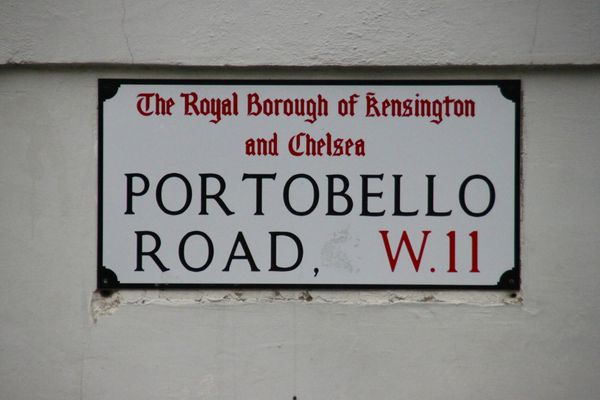 The Royal Borough of Kensington
and Chelsea
PORTOBELLO
ROAD, W.11